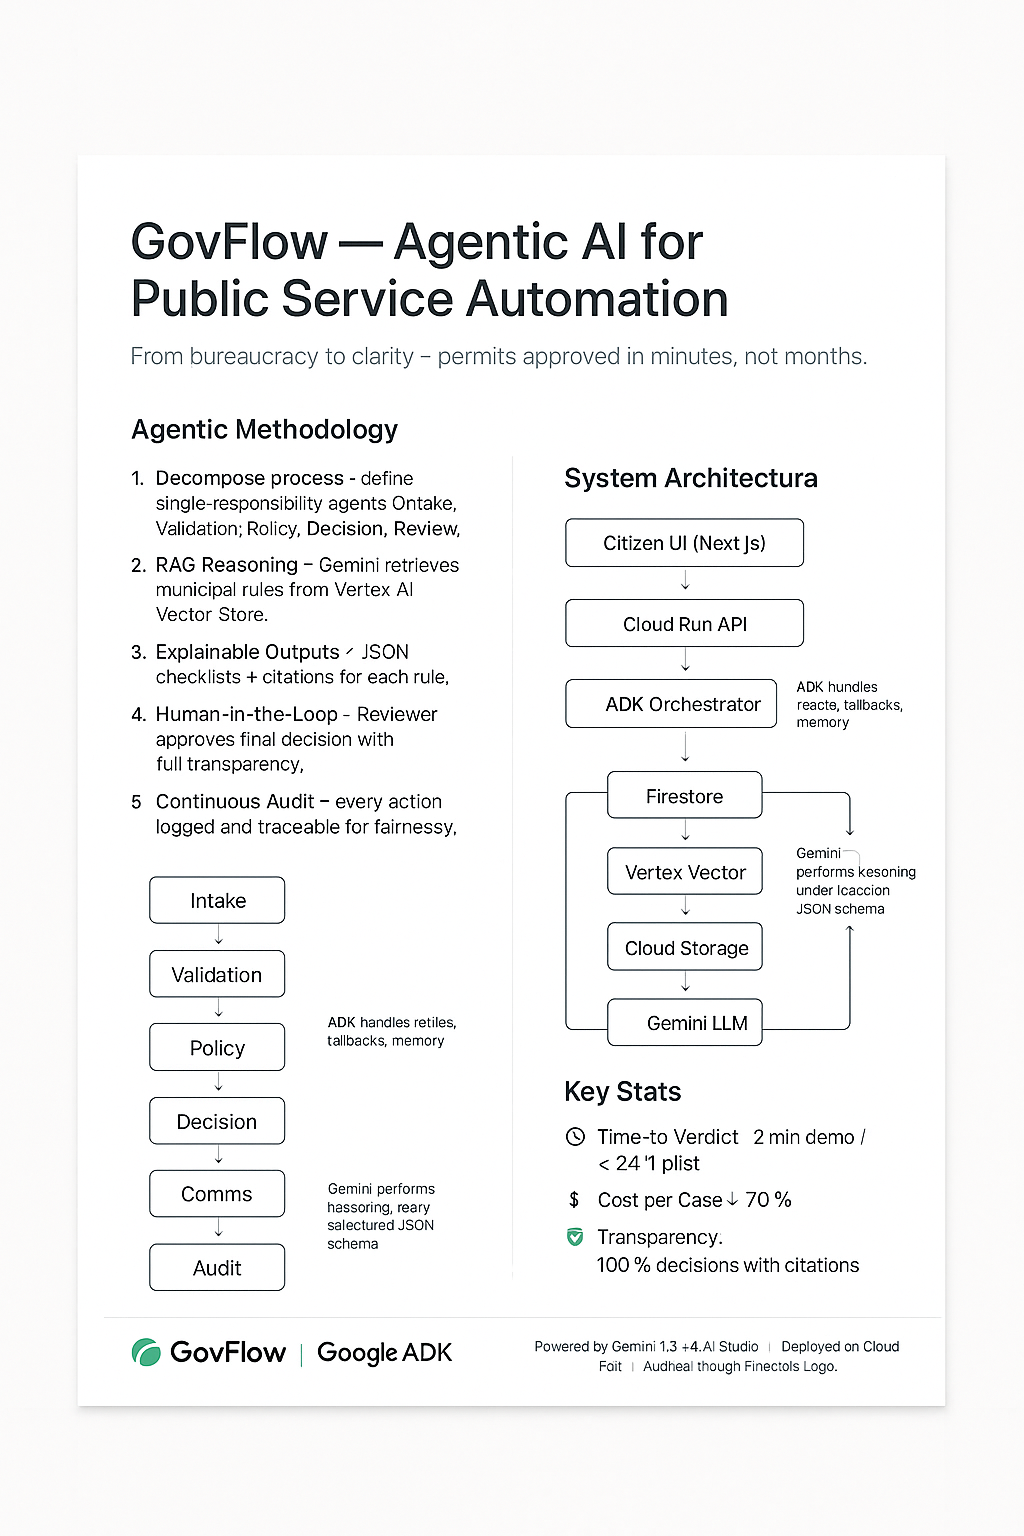 GovFlow — Agentic AI for
Public Service Automation
From bureaucracy to clarity – permits approved in minutes, not months.
Agentic Methodology
1. Decompose process - define
single-responsibility agents Ontake,
Validation; Rolicy, Decision, Review,
2. RAG Reasoning – Gemini retrieves
municipal rules from Vertex AI
Vector Store.
3. Explainable Outputs ⸍ JSON
checklists + citations for each rule,
4. Human-in-the-Loop - Reviewer
approves final decision with
full transparency,
5 Continuous Audit – every action
logged and traceable for fairnessy,
Intake
Validation
Policy
Decision
Comms
Audit
ADK handles retiles,
tallbacks, memory
Gemini performs
hassoring, reary
salectured JSON
schema
System Architectura
Citizen UI (Next Js)
Cloud Run API
ADK Orchestrator
ADK hundles
reacte, tallbacks,
memory
Firestore
Vertex Vector
Cloud Storage
Gemini LLM
Gemini
performs kesoning
under Icaccion
JSON schema
Key Stats
Time-to Verdict 2 min demo /
< 24 '1 plist
$ Cost per Case ↓ 70 %
Transparency.
100 % decisions with citations
GovFlow | Google ADK
Powered by Gemini 1.3 +4.AI Studio | Deployed on Cloud
Foit | Audheal though Finectols Logo.